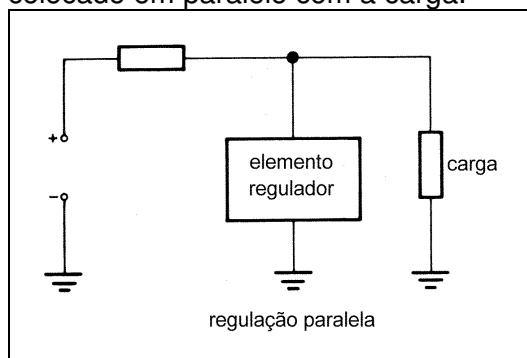 colocado em paralelo com a carga.
+
elemento
regulador
carga
-
regulação paralela